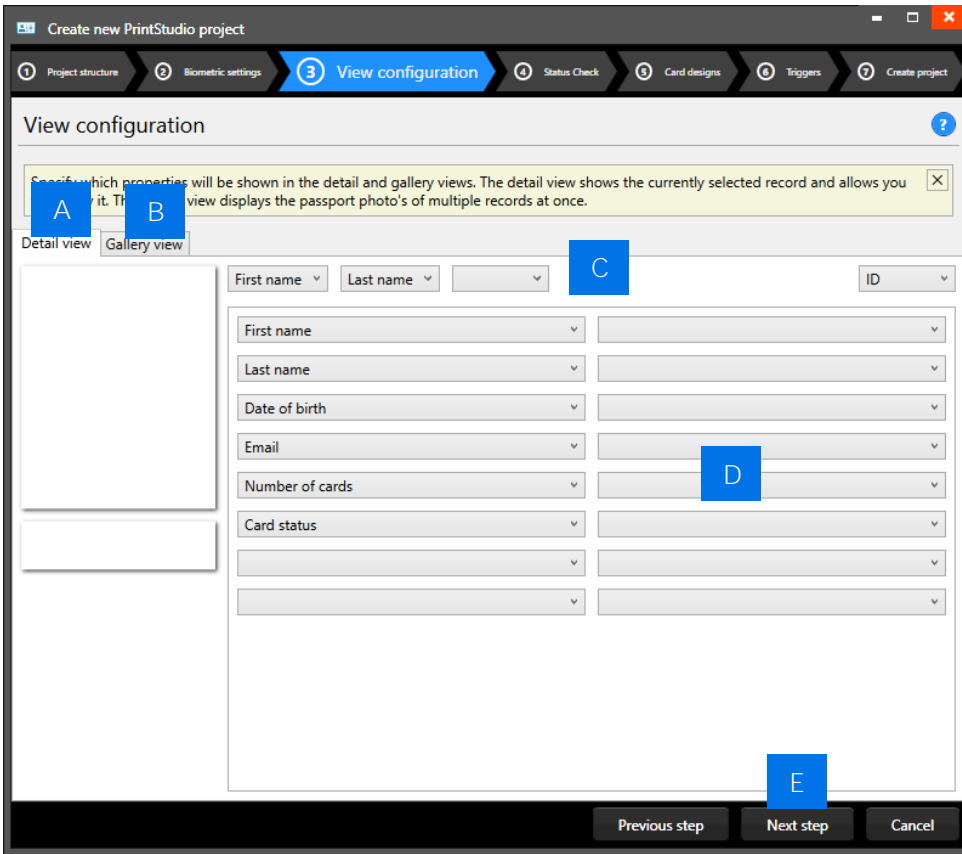 Create new PrintStudio project
1 Project structure
2 Biometric settings
3 View configuration
4 Status Check
5 Card designs
6 Triggers
7 Create project
View configuration
?
Specify which properties will be shown in the detail and gallery views. The detail view shows the currently selected record and allows you
it. The view displays the passport photo's of multiple records at once.
A
B
Detail view
Gallery view
First name
Last name
C
ID
First name
Last name
Date of birth
Email
Number of cards
D
Card status
E
Previous step
Next step
Cancel